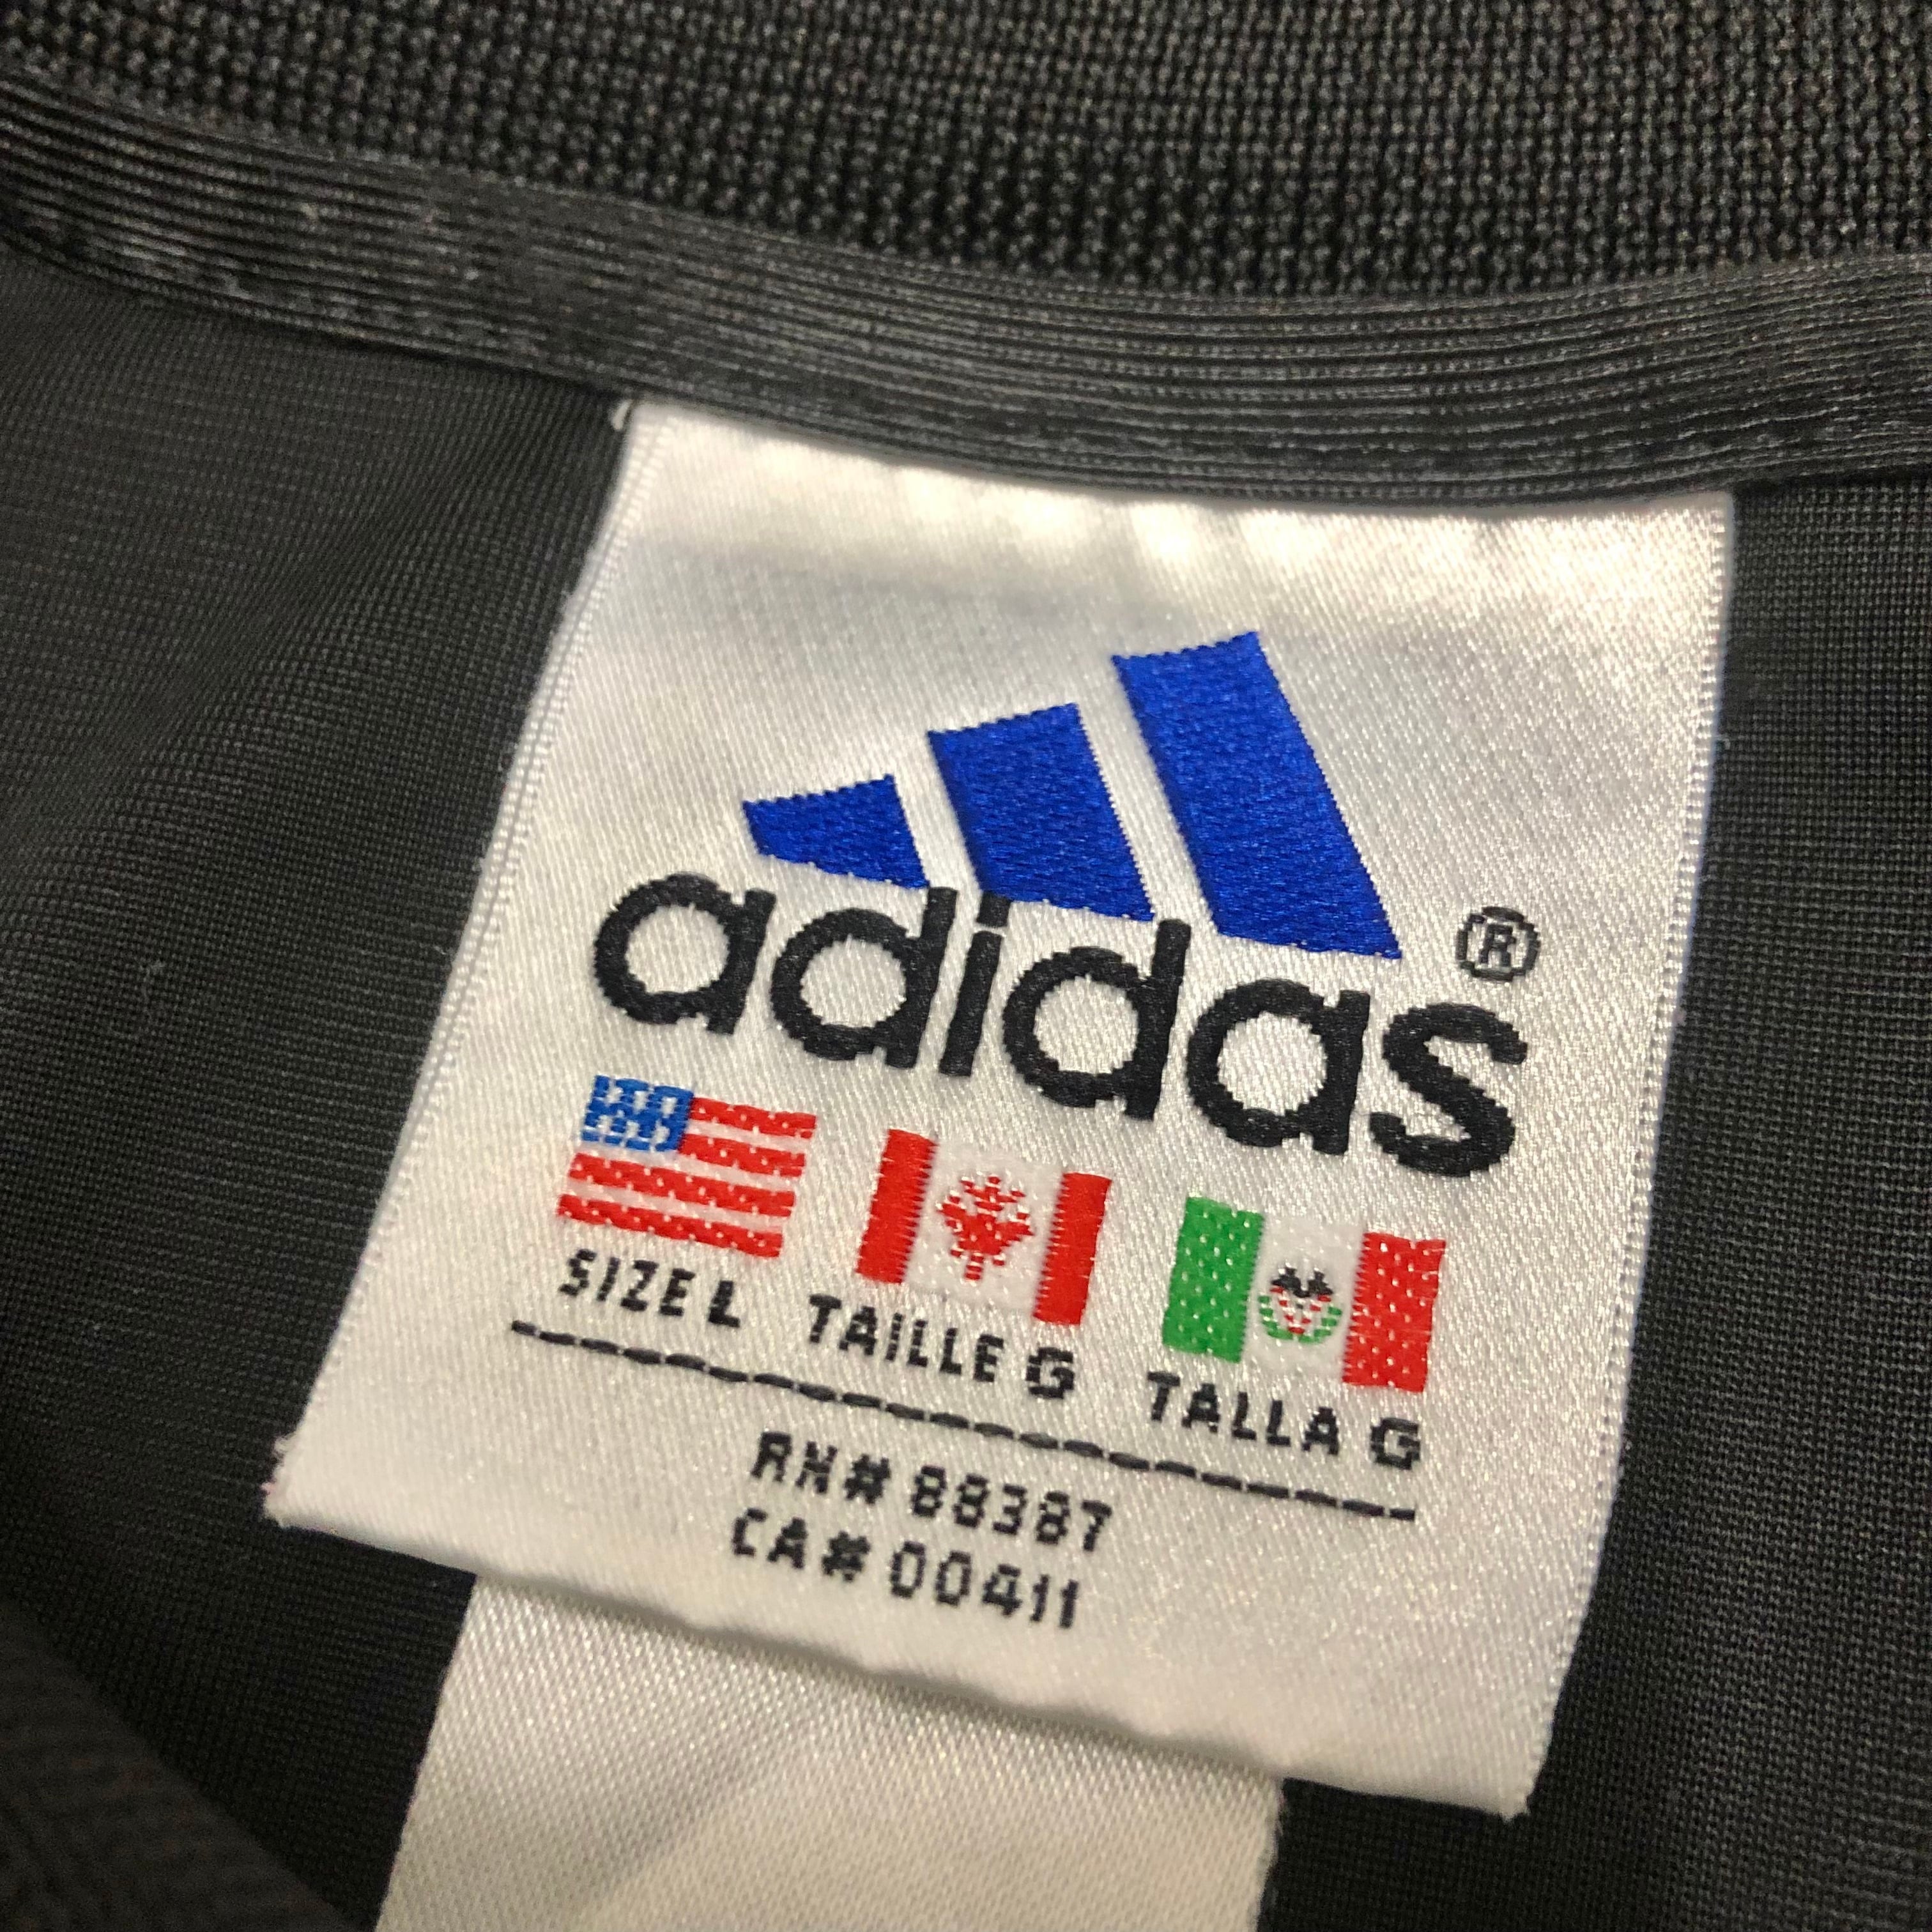 adidas ®
SIZE L TAILLE G TALLA G
RN# 88387
CA# 00411